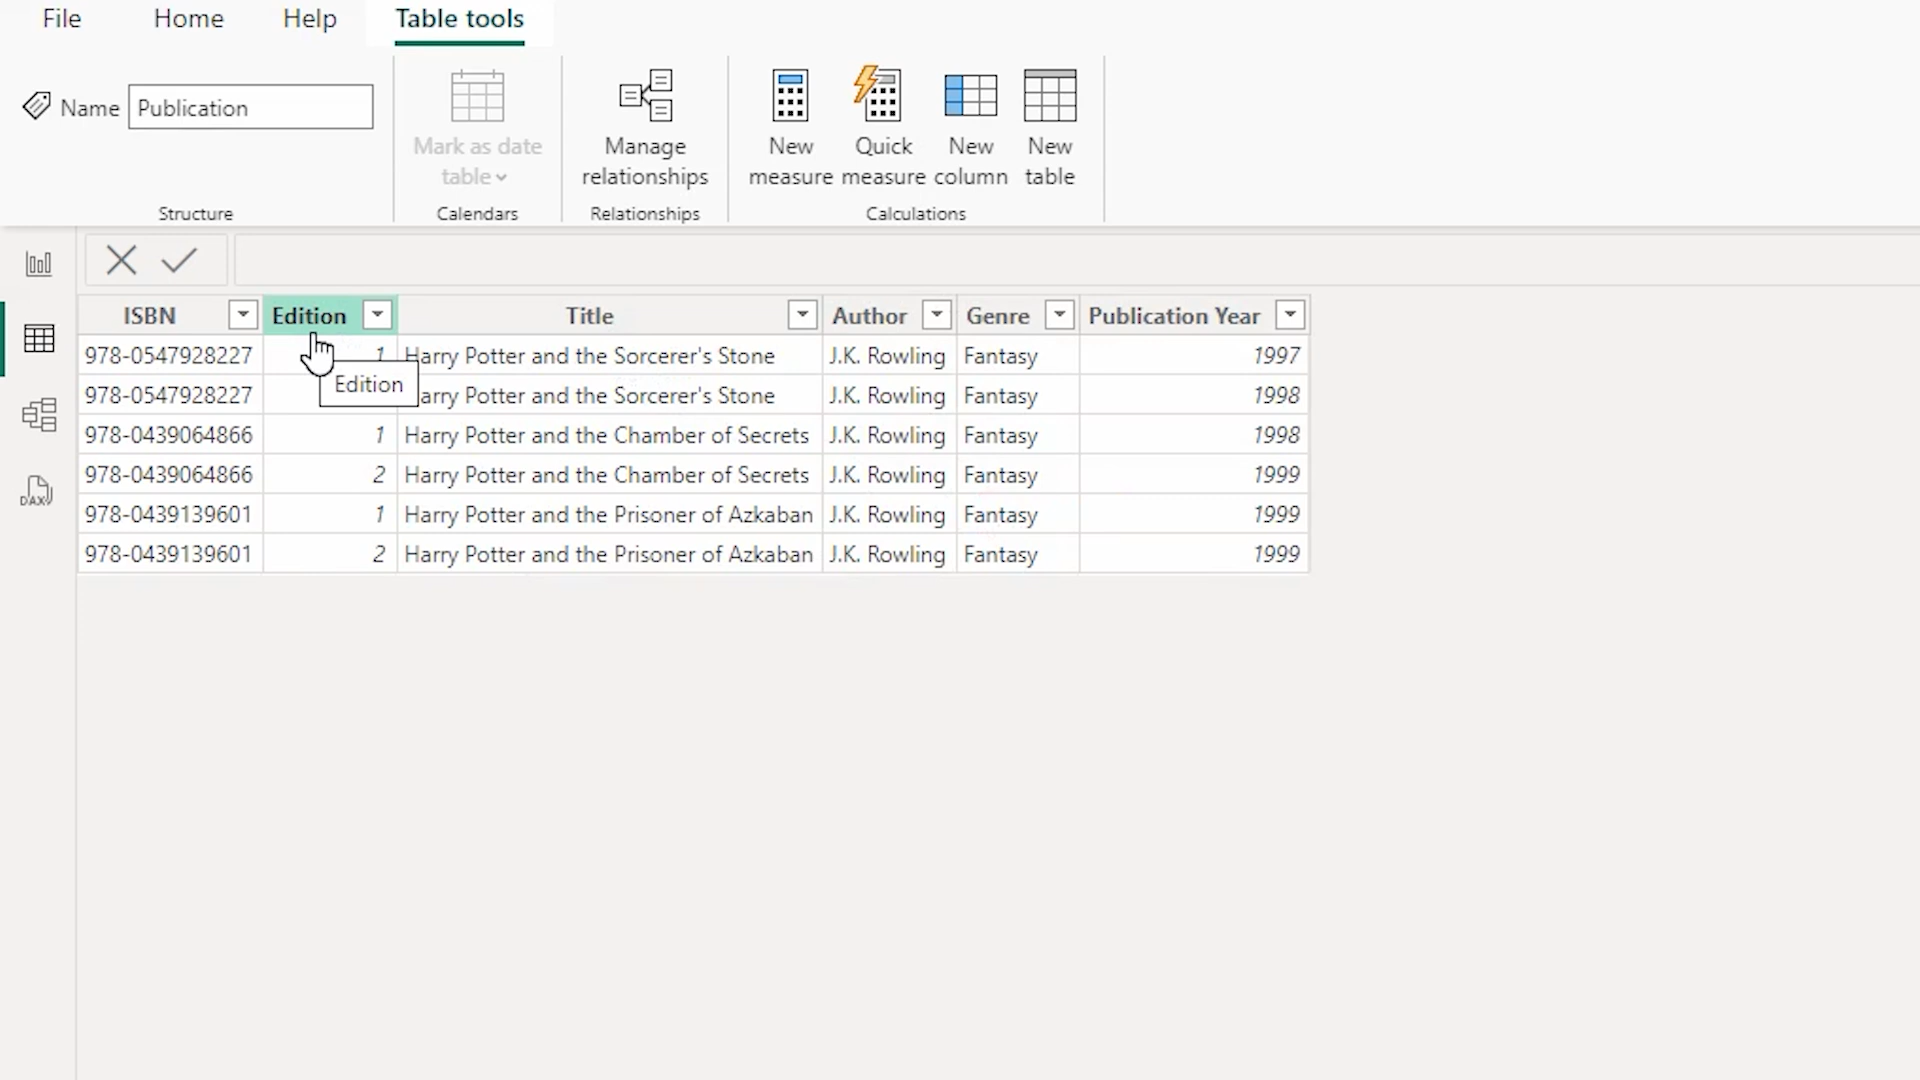 File Home Help Table tools
Name Publication
Mark as date table
Manage relationships
New measure
Quick measure
New column
New table
Structure Calendars Relationships Calculations
ISBN Edition Title Author Genre Publication Year
978-0547928227 1 Harry Potter and the Sorcerer's Stone J.K. Rowling Fantasy 1997
Edition
978-0547928227 arry Potter and the Sorcerer's Stone J.K. Rowling Fantasy 1998
978-0439064866 1 Harry Potter and the Chamber of Secrets J.K. Rowling Fantasy 1998
978-0439064866 2 Harry Potter and the Chamber of Secrets J.K. Rowling Fantasy 1999
978-0439139601 1 Harry Potter and the Prisoner of Azkaban J.K. Rowling Fantasy 1999
978-0439139601 2 Harry Potter and the Prisoner of Azkaban J.K. Rowling Fantasy 1999
DAX